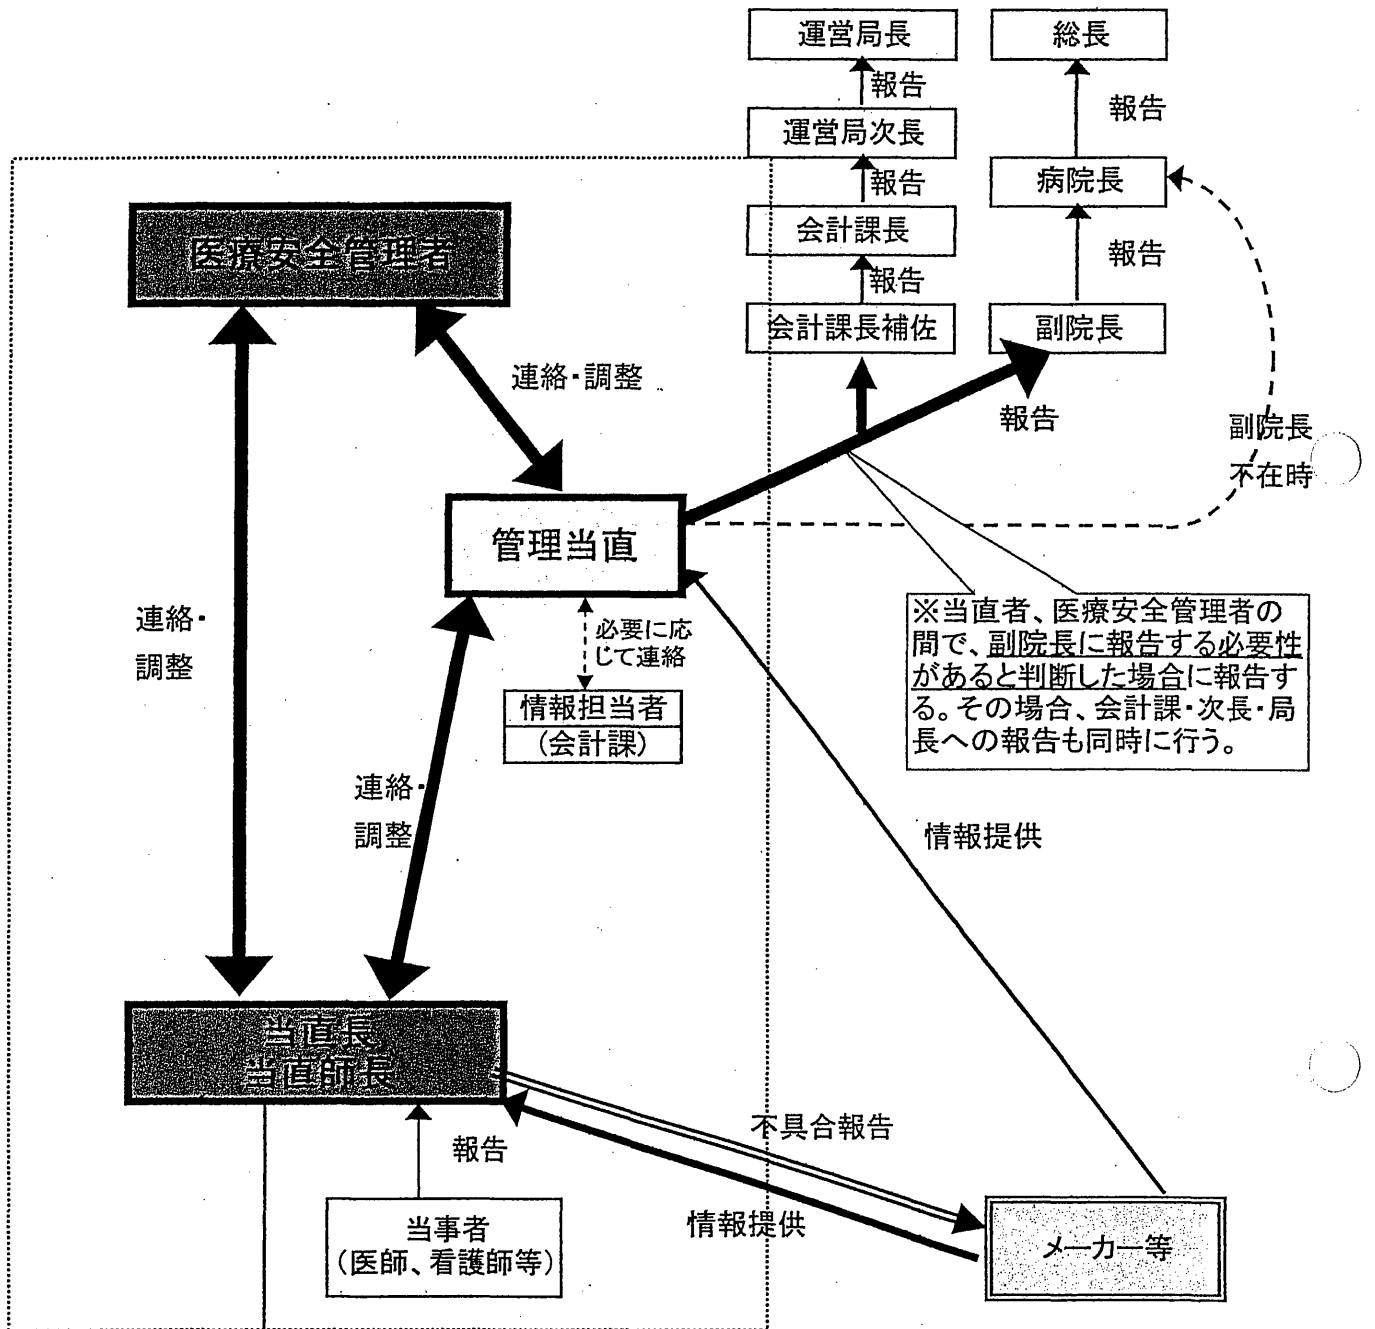 運営局長
総長
報告
報告
運営局次長
報告
病院長
会計課長
報告
報告
会計課長補佐
副院長
医療安全管理者
連絡・調整
報告
副院長
不在時
管理当直
連絡・
調整
必要に応
じて連絡
情報担当者
(会計課)
※当直者、医療安全管理者の
間で、副院長に報告する必要性
があると判断した場合に報告す
る。その場合、会計課・次長・局
長への報告も同時に行う。
連絡・
調整
情報提供
当直長
当直師長
不具合報告
報告
情報提供
当事者
(医師、看護師等)
メーカー等